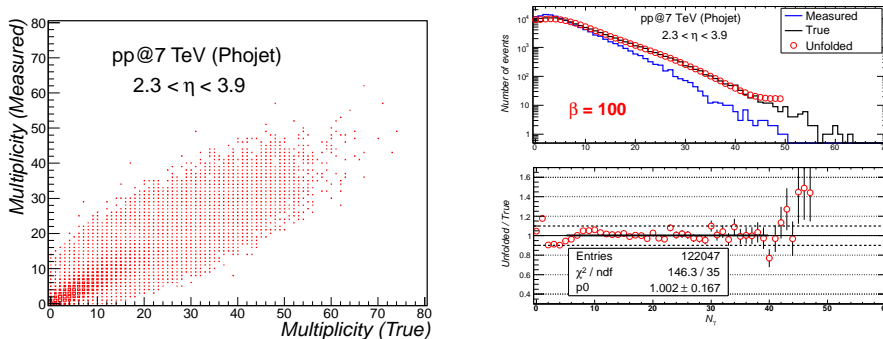 pp@7 TeV (Phojet)
2.3 < η < 3.9
Multiplicity (Measured)
80
70
60
50
40
30
20
10
0
0 10 20 30 40 50 60 70 80
Multiplicity (True)
pp@7 TeV (Phojet)
2.3 < η < 3.9
Measured
True
Unfolded
β = 100
Number of events
10⁴
10³
10²
10
1
0 10 20 30 40 50 60 70
Unfolded / True
1.6
1.4
1.2
1.0
0.8
0.6
0.4
Entries 122047
χ² / ndf 146.3 / 35
p0 1.002 ± 0.167
0 10 20 30 40 50